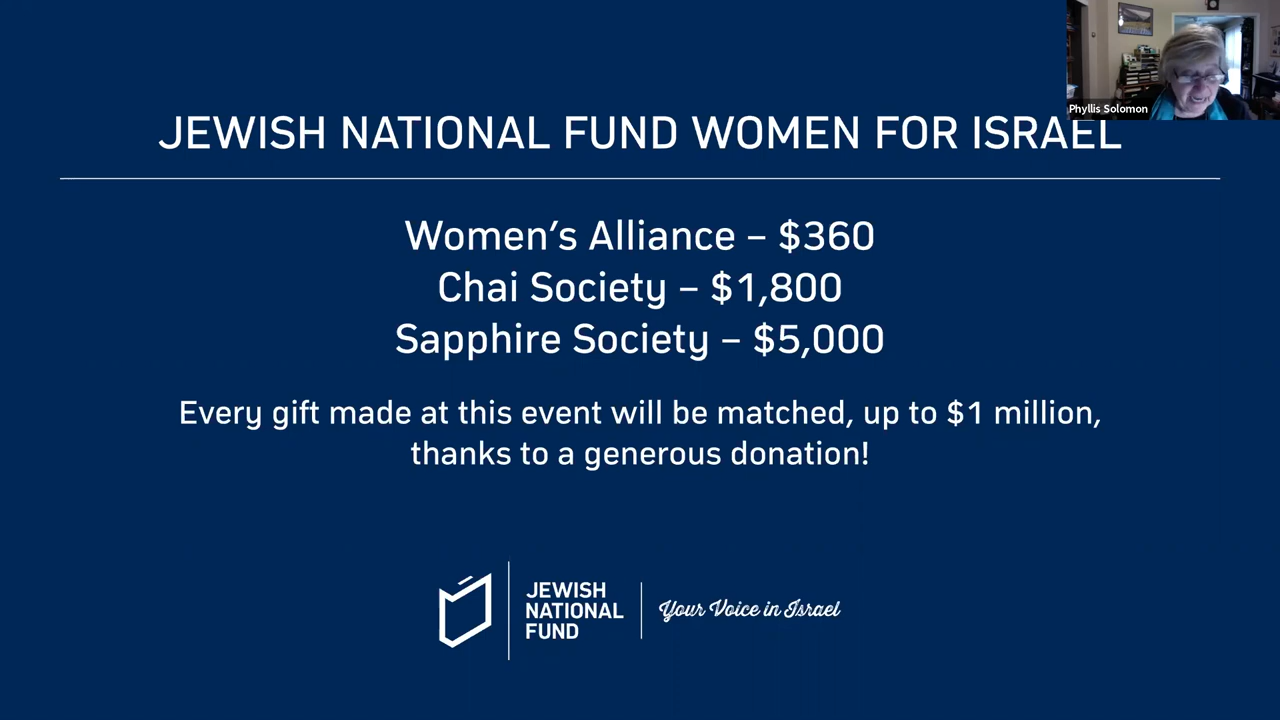 Phyllis Solomon
JEWISH NATIONAL FUND WOMEN FOR ISRAEL
Women's Alliance – $360
Chai Society – $1,800
Sapphire Society – $5,000
Every gift made at this event will be matched, up to $1 million,
thanks to a generous donation!
JEWISH
NATIONAL
FUND
Your Voice in Israel